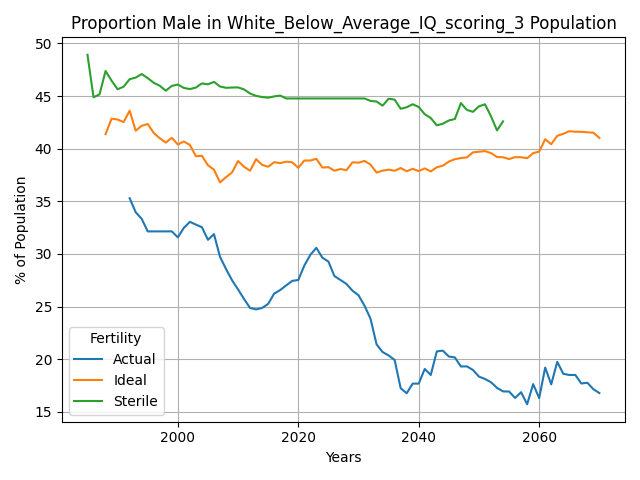 Proportion Male in White_Below_Average_IQ_scoring_3 Population
% of Population
50
45
40
35
30
25
20
15
Fertility
Actual
Ideal
Sterile
2000 2020 2040 2060
Years